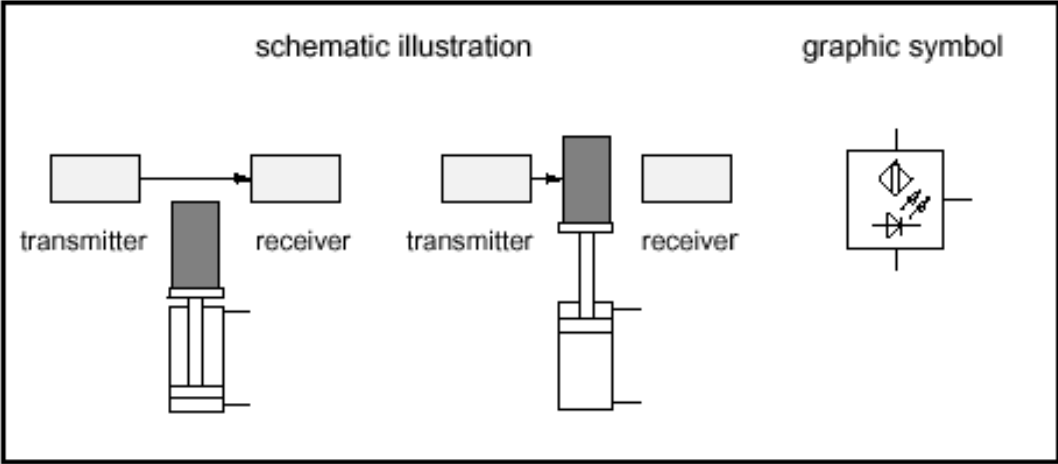 schematic illustration graphic symbol
transmitter receiver transmitter receiver